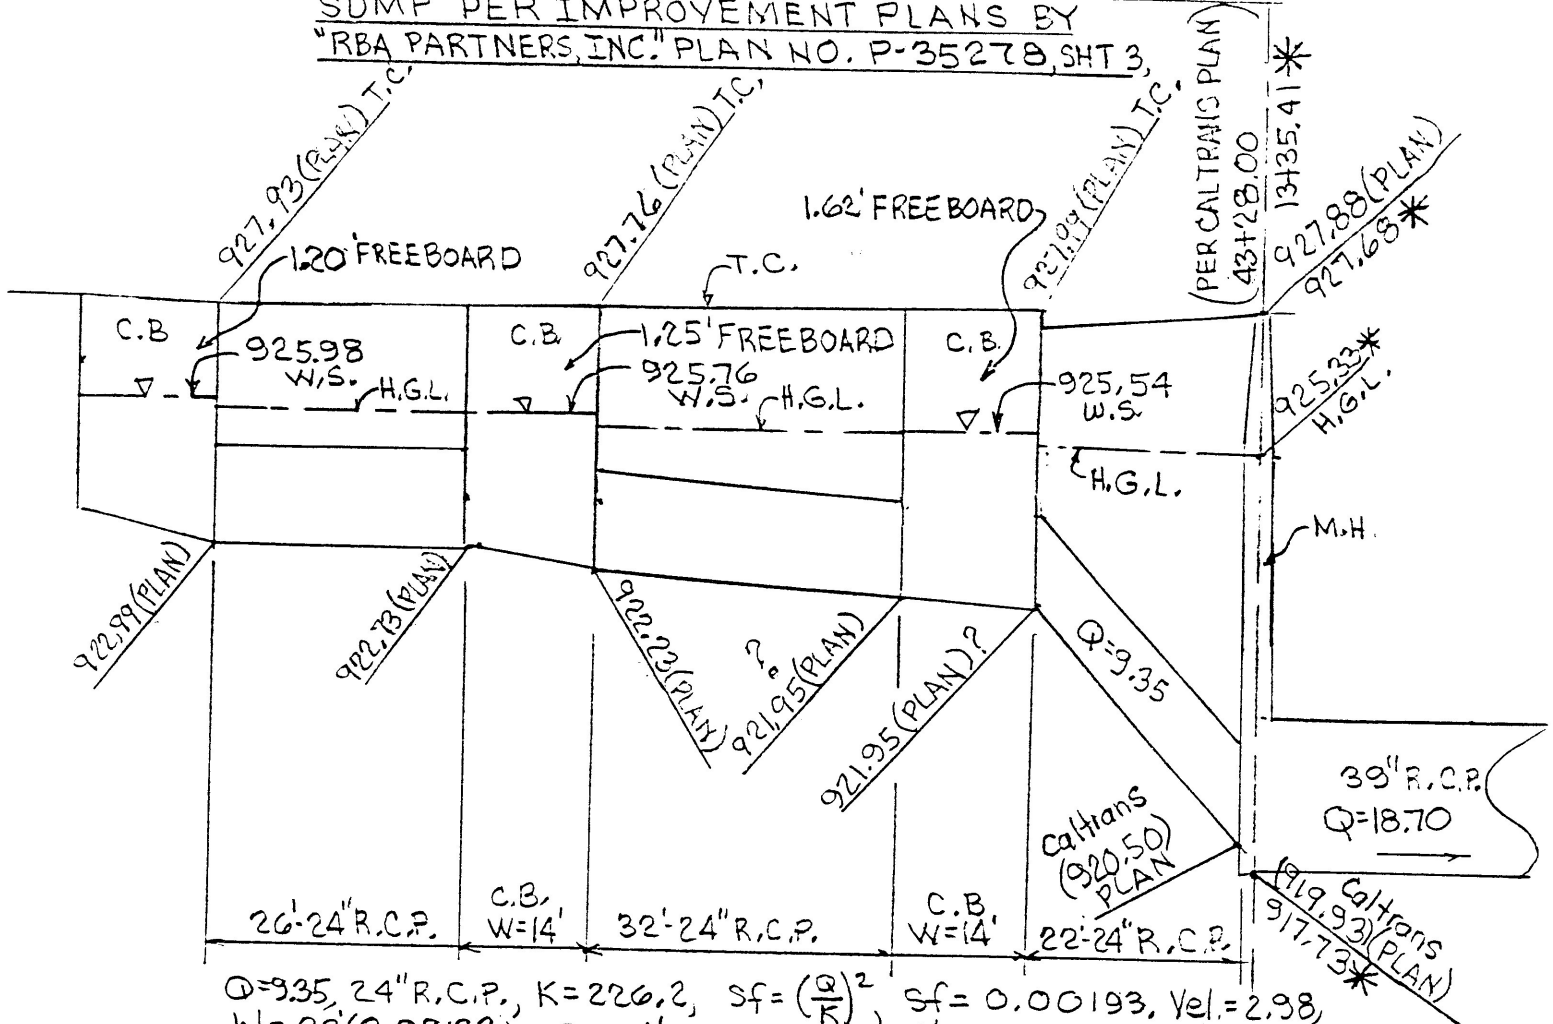 SUMP PER IMPROVEMENT PLANS BY
"RBA PARTNERS, INC." PLAN NO. P-35278, SHT 3,
927.93 (PLAN) T.C.
927.76 (PLAN) T.C.
(PLAN) T.C.
(PER CALTRANS PLAN)
43+28.00
13+35.41*
927.88 (PLAN)
927.68*
1.20' FREEBOARD
1.62' FREEBOARD
T.C.
C.B
925.98
W.S.
H.G.L.
C.B.
1.25' FREEBOARD
925.76
W.S.
H.G.L.
C.B.
925.54
W.S.
H.G.L.
925.33*
H.G.L.
M.H.
922.99 (PLAN)
922.73 (PLAN)
922.23 (PLAN)
?
921.95 (PLAN)
921.95 (PLAN)?
Q=9.35
39" R.C.P.
Q=18.70
Caltrans
(920.50)
PLAN
Caltrans
(919.93) (PLAN)
917.73*
26'-24" R.C.P.
C.B.
W=14'
32'-24" R.C.P.
C.B
W=14'
22'-24" R.C.P.
Q=9.35, 24" R.C.P., K=226.2, Sf=(Q/K)², Sf=0.00193, Vel.=2.98,